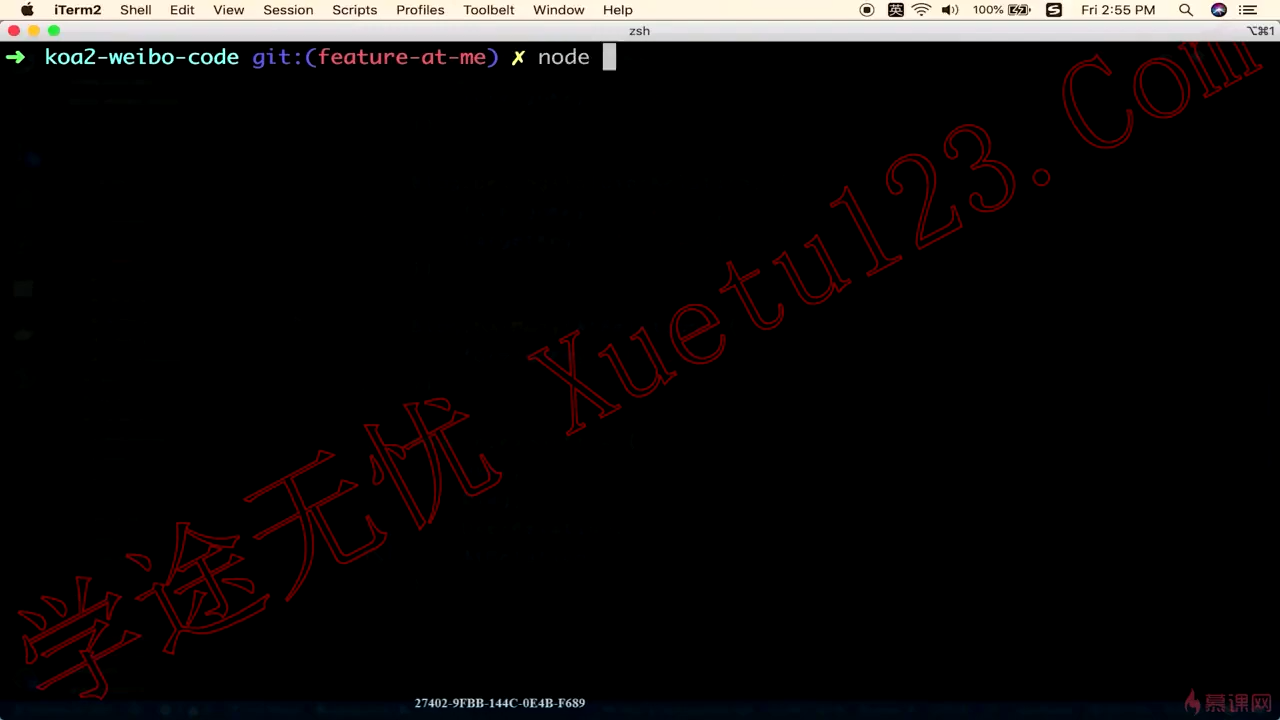 iTerm2 Shell Edit View Session Scripts Profiles Toolbelt Window Help 英 100% S Fri 2:55 PM
zsh ⌥⌘1
➜ koa2-weibo-code git:(feature-at-me) ✗ node
学途无忧 Xuetu123.Com
27402-9FBB-144C-0E4B-F689
慕课网